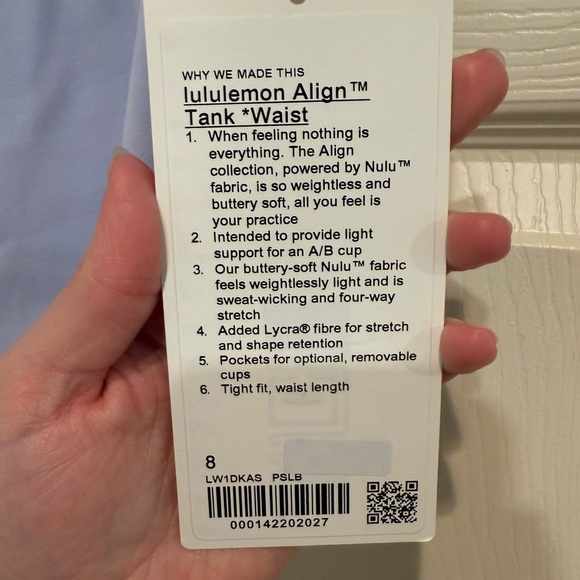 WHY WE MADE THIS
lululemon Align™
Tank *Waist
1. When feeling nothing is
everything. The Align
collection, powered by Nulu™
fabric, is so weightless and
buttery soft, all you feel is
your practice
2. Intended to provide light
support for an A/B cup
3. Our buttery-soft Nulu™ fabric
feels weightlessly light and is
sweat-wicking and four-way
stretch
4. Added Lycra® fibre for stretch
and shape retention
5. Pockets for optional, removable
cups
6. Tight fit, waist length
8
LW1DKAS PSLB
000142202027